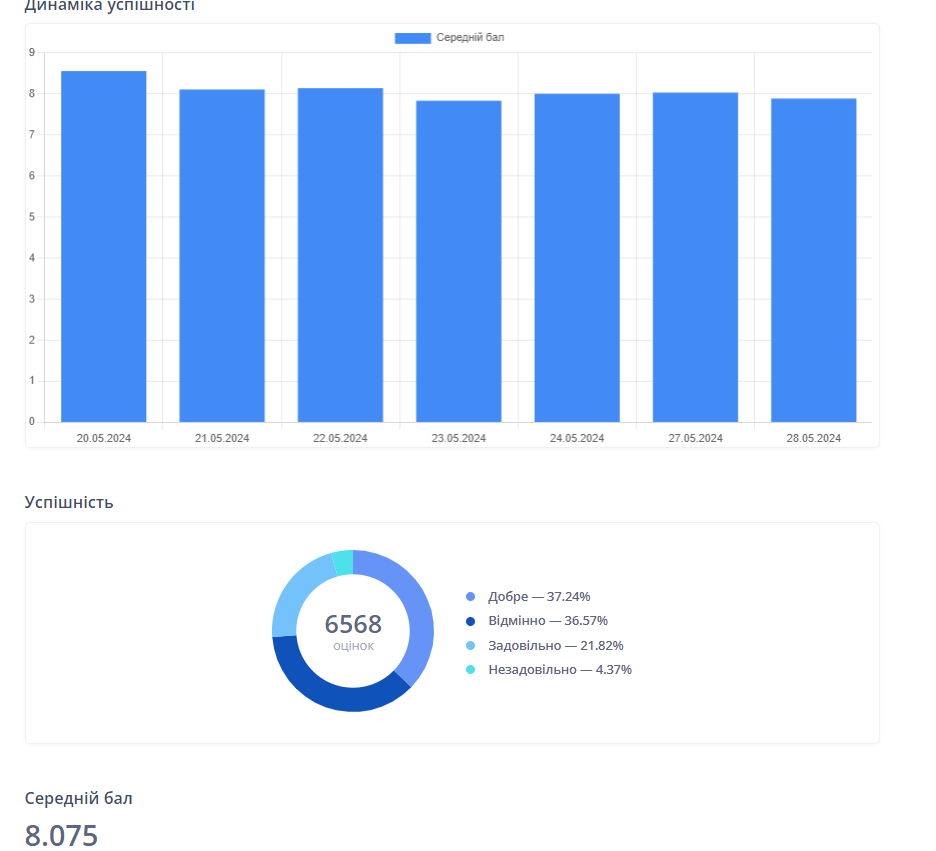 Динаміка успішності
Середній бал
9
8
7
6
5
4
3
2
1
0
20.05.2024 21.05.2024 22.05.2024 23.05.2024 24.05.2024 27.05.2024 28.05.2024
Успішність
6568
оцінок
Добре — 37.24%
Відмінно — 36.57%
Задовільно — 21.82%
Незадовільно — 4.37%
Середній бал
8.075